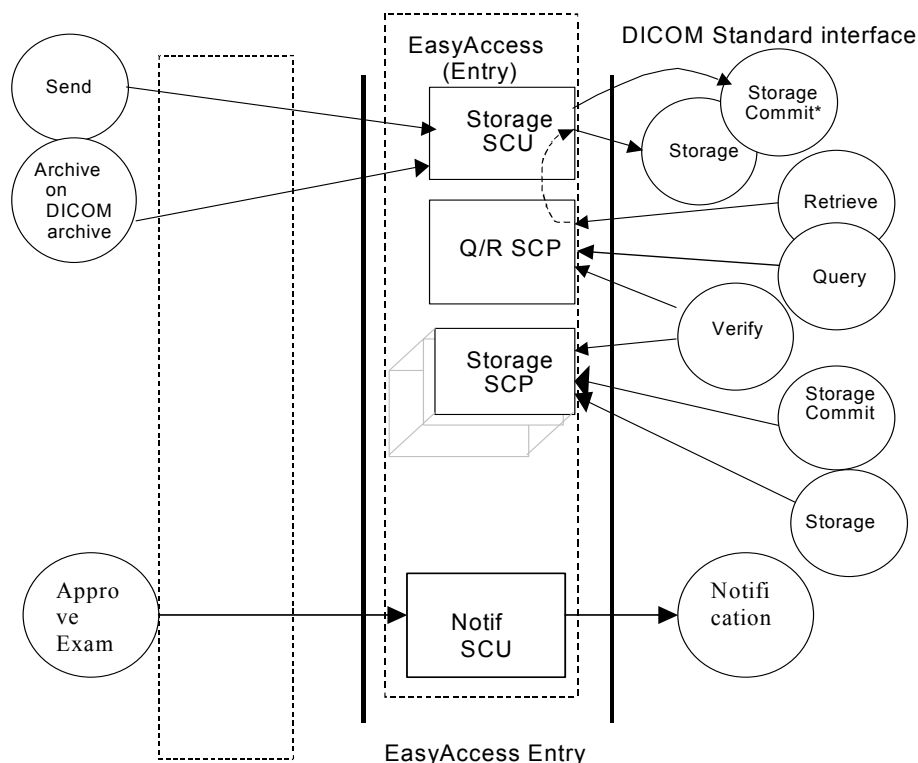 EasyAccess
(Entry)
DICOM Standard interface
Send
Storage
SCU
Storage
Commit*
Storage
Archive
on
DICOM
archive
Retrieve
Q/R SCP
Query
Verify
Storage
SCP
Storage
Commit
Storage
Appro
ve
Exam
Notif
SCU
Notifi
cation
EasyAccess Entry